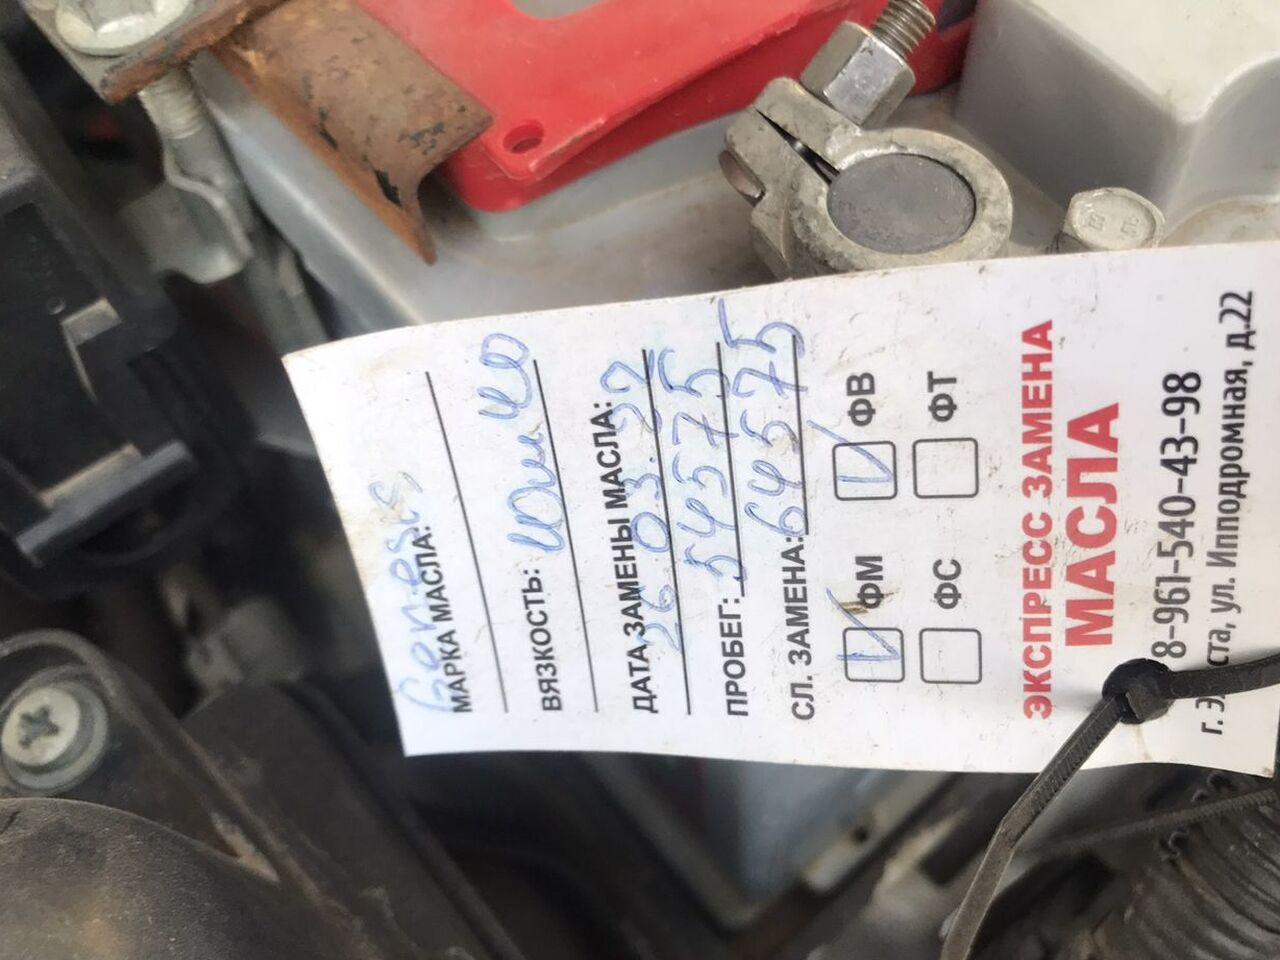 Genesis
МАРКА МАСЛА:
ВЯЗКОСТЬ:
ДАТА ЗАМЕНЫ МАСЛА:
26.03.22
ПРОБЕГ: 54575
СЛ. ЗАМЕНА: 64575
ФМ ФВ
ФС ФТ
ЭКСПРЕСС ЗАМЕНА
МАСЛА
8-961-540-43-98
ул. Ипподромная, д.22